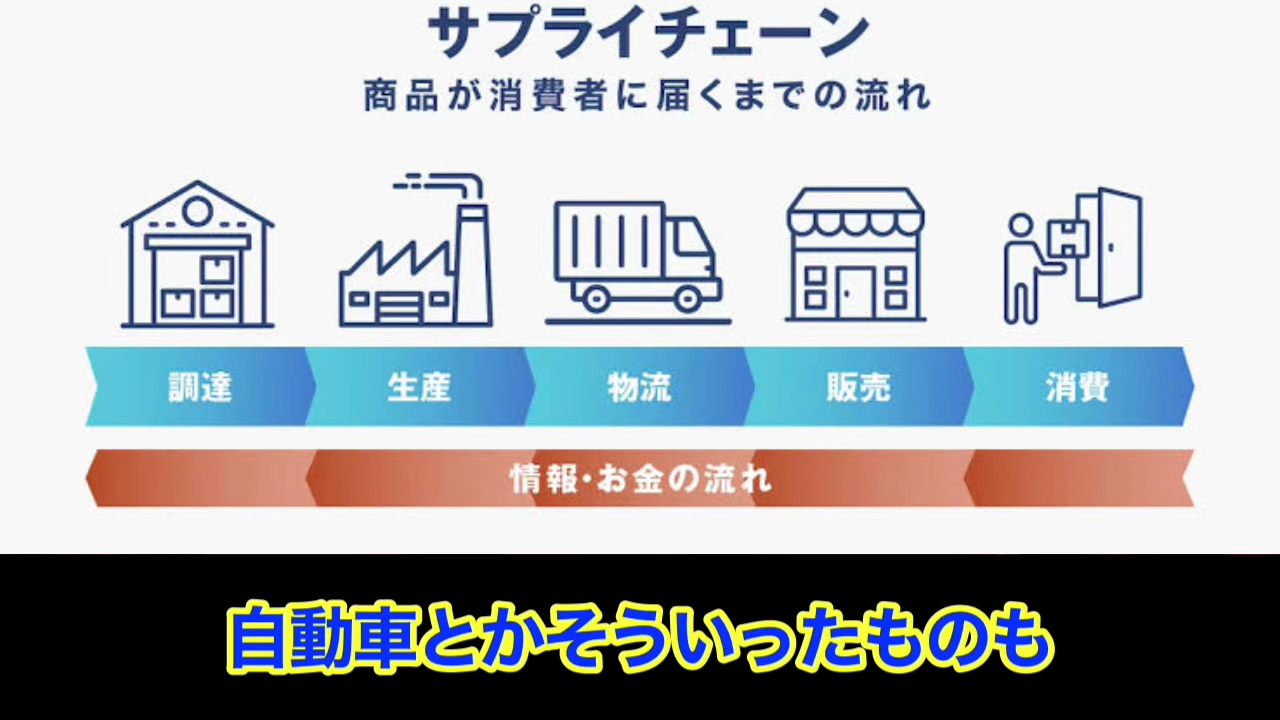 サプライチェーン
商品が消費者に届くまでの流れ
調達 生産 物流 販売 消費
情報・お金の流れ
自動車とかそういったものも